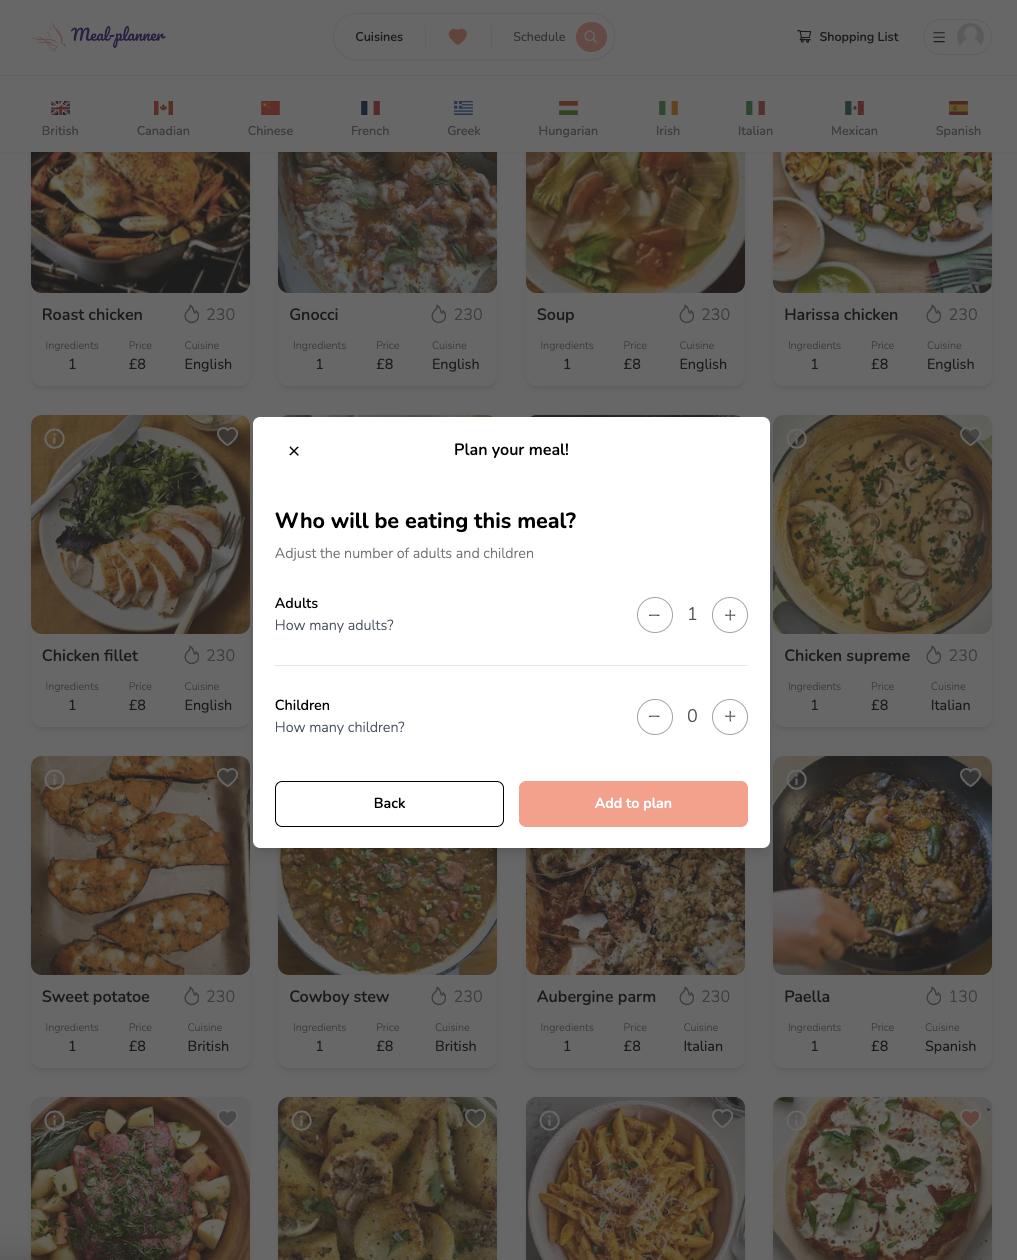 Meal-planner
Cuisines
Schedule
Shopping List
British
Canadian
Chinese
French
Greek
Hungarian
Irish
Italian
Mexican
Spanish
Roast chicken 230
Ingredients Price Cuisine
1 £8 English
Gnocci 230
Ingredients Price Cuisine
1 £8 English
Soup 230
Ingredients Price Cuisine
1 £8 English
Harissa chicken 230
Ingredients Price Cuisine
1 £8 English
Chicken fillet 230
Ingredients Price Cuisine
1 £8 English
Plan your meal!
Who will be eating this meal?
Adjust the number of adults and children
Adults
How many adults?
1
Children
How many children?
0
Back
Add to plan
Chicken supreme 230
Ingredients Price Cuisine
1 £8 Italian
Sweet potatoe 230
Ingredients Price Cuisine
1 £8 British
Cowboy stew 230
Ingredients Price Cuisine
1 £8 British
Aubergine parm 230
Ingredients Price Cuisine
1 £8 Italian
Paella 130
Ingredients Price Cuisine
1 £8 Spanish